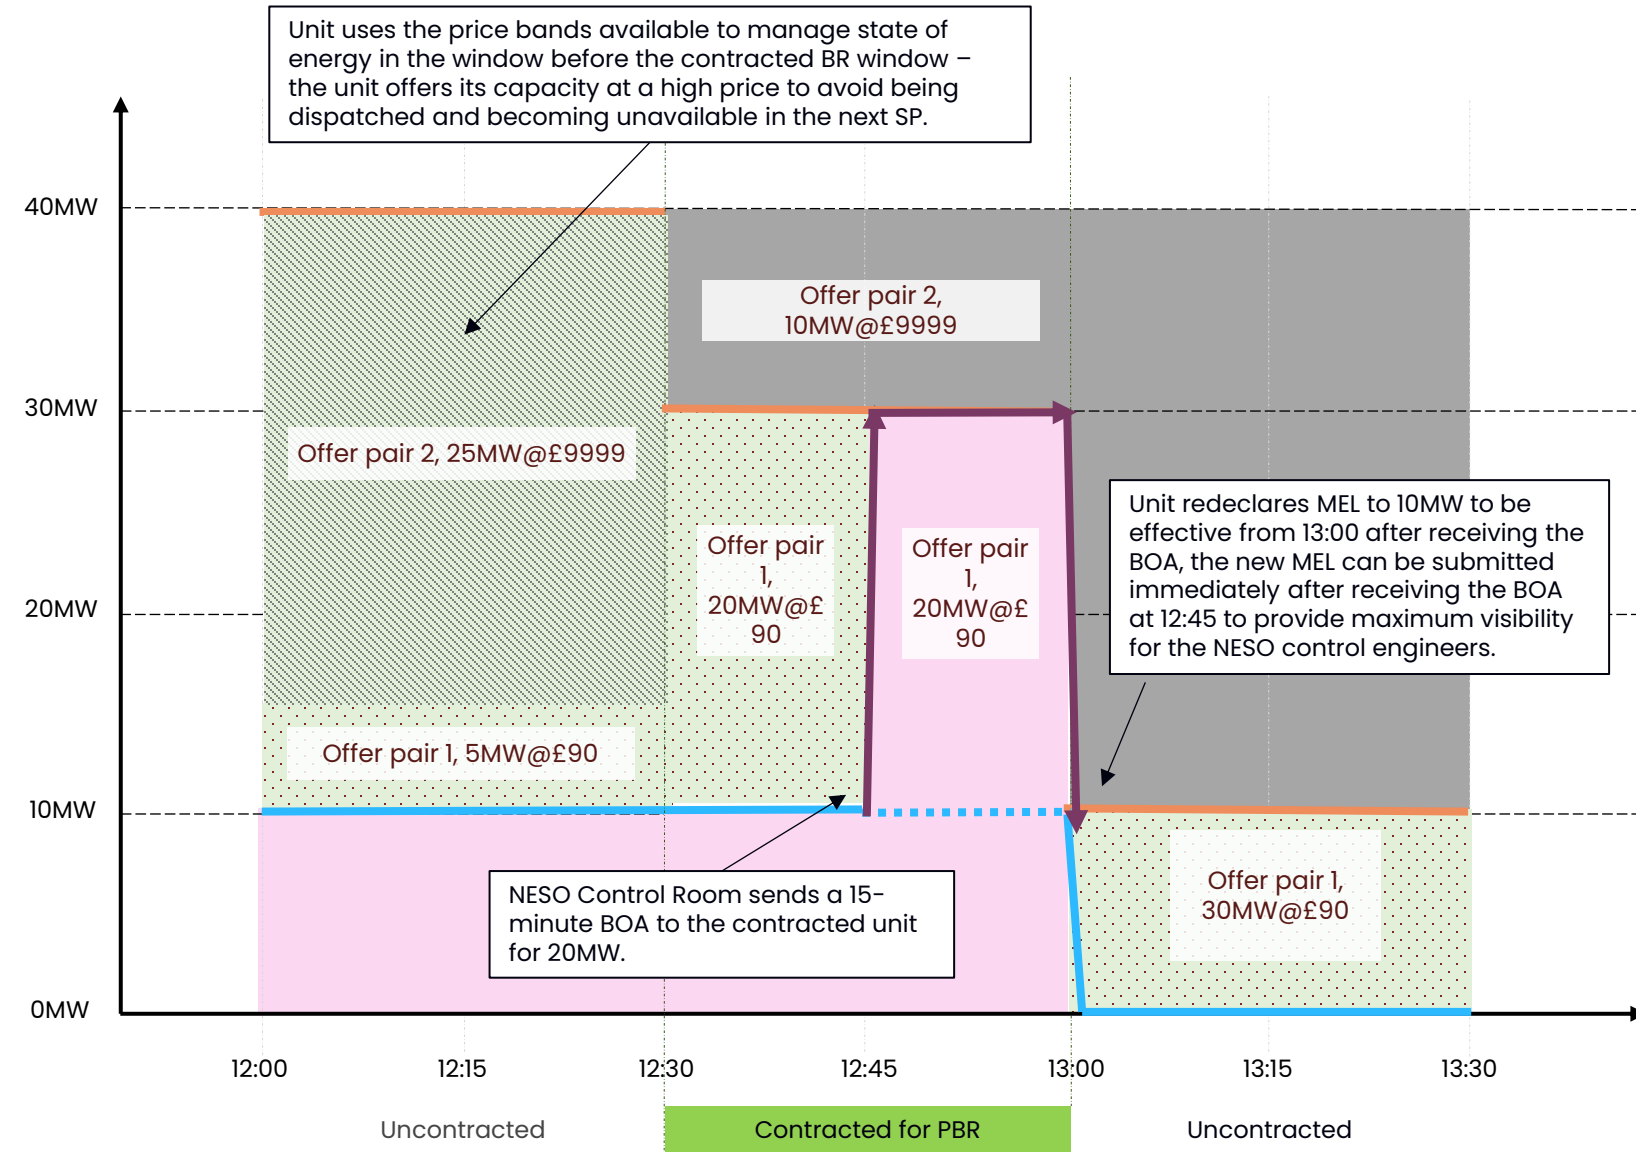 Unit uses the price bands available to manage state of
energy in the window before the contracted BR window –
the unit offers its capacity at a high price to avoid being
dispatched and becoming unavailable in the next SP.
40MW
30MW
20MW
10MW
0MW
Offer pair 2,
10MW@£9999
Offer pair 2, 25MW@£9999
Offer pair
1,
20MW@£
90
Offer pair
1,
20MW@£
90
Unit redeclares MEL to 10MW to be
effective from 13:00 after receiving the
BOA, the new MEL can be submitted
immediately after receiving the BOA
at 12:45 to provide maximum visibility
for the NESO control engineers.
Offer pair 1, 5MW@£90
NESO Control Room sends a 15-
minute BOA to the contracted unit
for 20MW.
Offer pair 1,
30MW@£90
12:00
12:15
12:30
12:45
13:00
13:15
13:30
Uncontracted
Contracted for PBR
Uncontracted